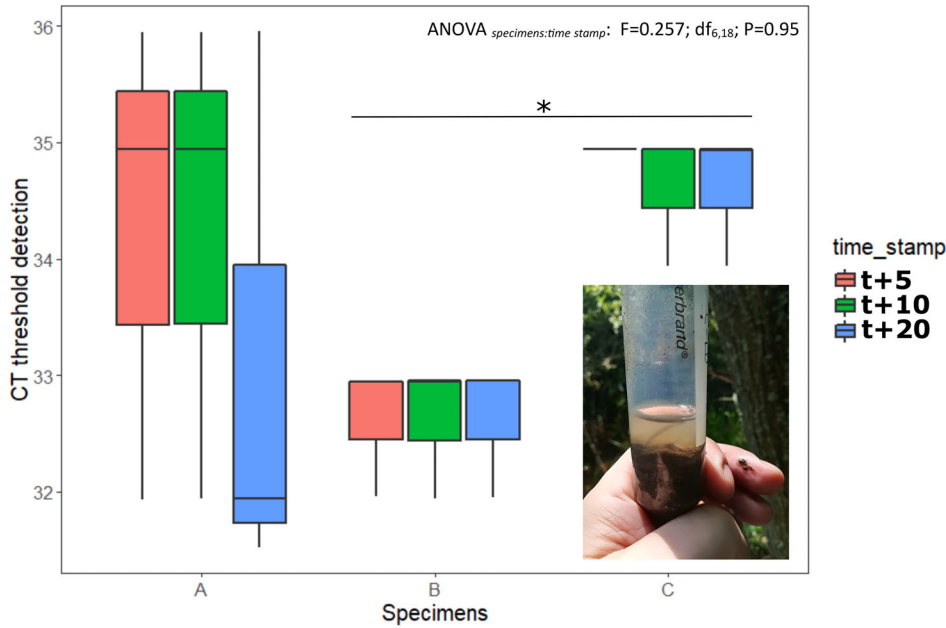 ANOVA specimens:time stamp: F=0.257; df6,18; P=0.95
36
35
34
33
32
CT threshold detection
*
erbrand®
A
B
C
Specimens
time_stamp
t+5
t+10
t+20